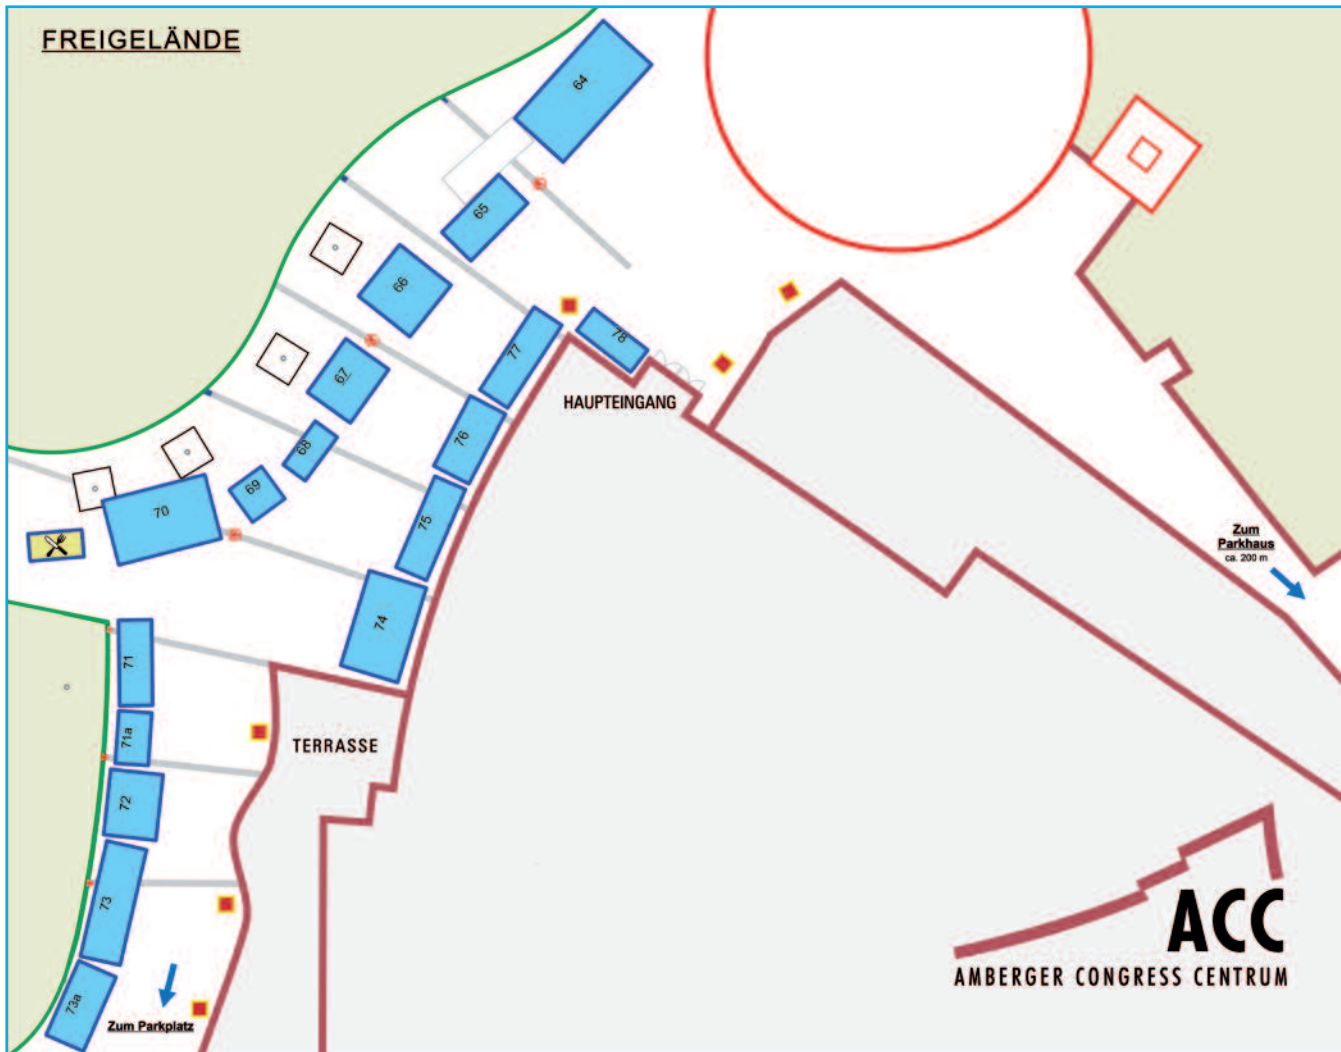 FREIGELÄNDE
64
65
66
67
68
69
70
77
78
76
75
74
HAUPTEINGANG
Zum
Parkhaus
ca. 200 m
71
71a
72
73
73a
TERRASSE
Zum Parkplatz
ACC
AMBERGER CONGRESS CENTRUM